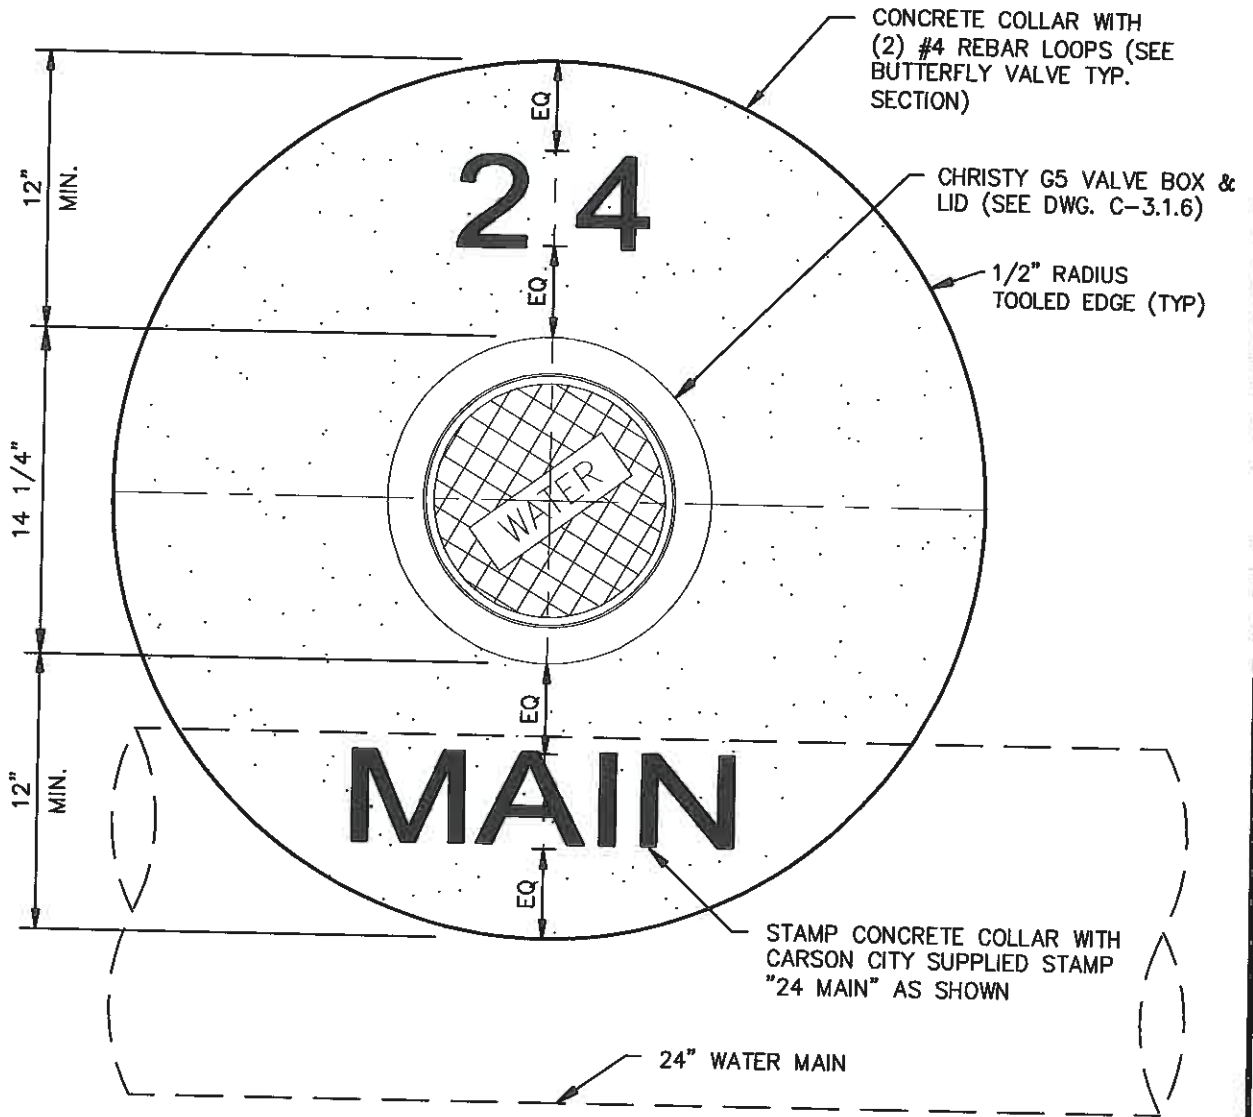 CONCRETE COLLAR WITH
(2) #4 REBAR LOOPS (SEE
BUTTERFLY VALVE TYP.
SECTION)
EQ
12"
MIN.
24
CHRISTY G5 VALVE BOX &
LID (SEE DWG. C-3.1.6)
EQ
1/2" RADIUS
TOOLED EDGE (TYP)
14 1/4"
WATER
EQ
12"
MIN.
MAIN
EQ
STAMP CONCRETE COLLAR WITH
CARSON CITY SUPPLIED STAMP
"24 MAIN" AS SHOWN
24" WATER MAIN